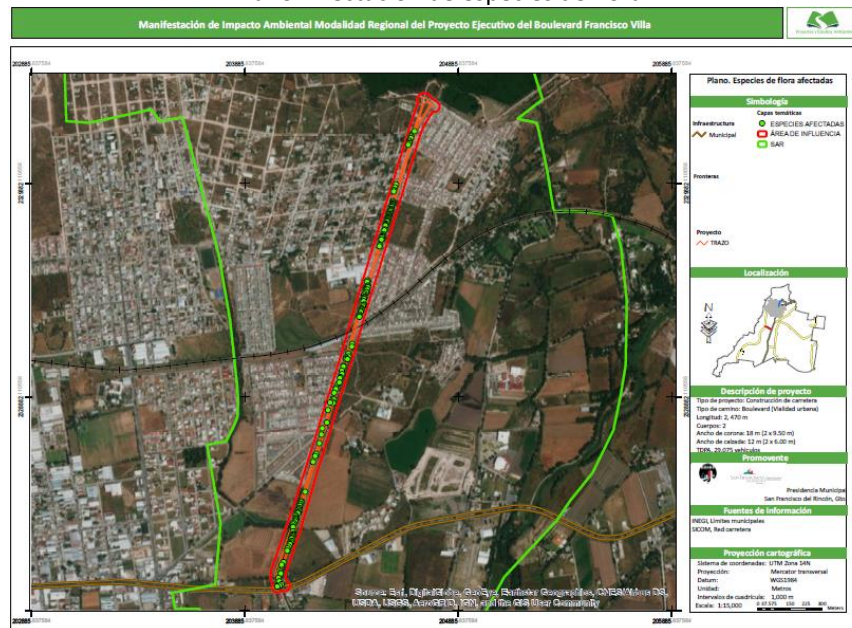 Manifestación de Impacto Ambiental Modalidad Regional del Proyecto Ejecutivo del Boulevard Francisco Villa
Plano. Especies de flora afectadas
Simbología
Infraestructura
Municipal
Fronteras
Proyecto
TRAZO
Capas temáticas
ESPECIES AFECTADAS
ÁREA DE INFLUENCIA
SAR
Localización
N
Descripción de proyecto
Tipo de proyecto: Construcción de carretera
Tipo de camino: Boulevard (Vialidad urbana)
Longitud: 2, 470 m
Cuerpos: 2
Ancho de corona: 18 m (2 x 9.50 m)
Ancho de calzada: 12 m (2 x 6.00 m)
TDPA. 29,075 vehículos
Promovente
Presidencia Municipa
San Francisco del Rincón, Gto
Fuentes de información
INEGI, Límites municipales
SICOM, Red carretera
Proyección cartográfica
Sistema de coordenadas: UTM Zona 14N
Proyección: Mercator transversal
Datum: WGS1984
Unidad: Metros
Intervalos de cuadrícula: 1,000 m
Escala: 1:15,000
Metros
Source: Esri, DigitalGlobe, GeoEye, Earthstar Geographics, CNES/Airbus DS,
USDA, USGS, AeroGRID, IGN, and the GIS User Community